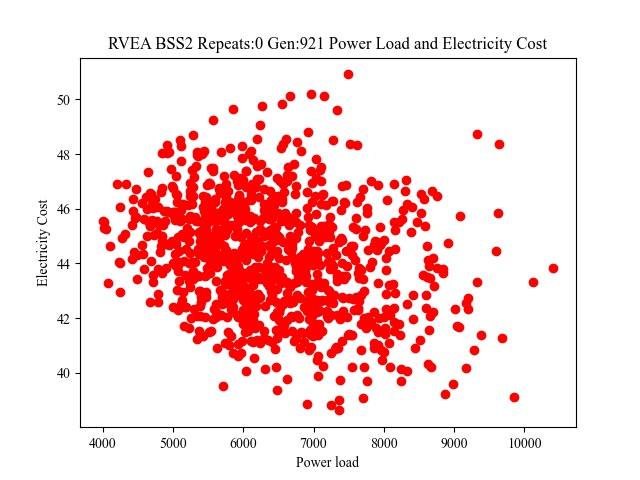 RVEA BSS2 Repeats:0 Gen:921 Power Load and Electricity Cost
50
48
46
44
42
40
Electricity Cost
4000 5000 6000 7000 8000 9000 10000
Power load